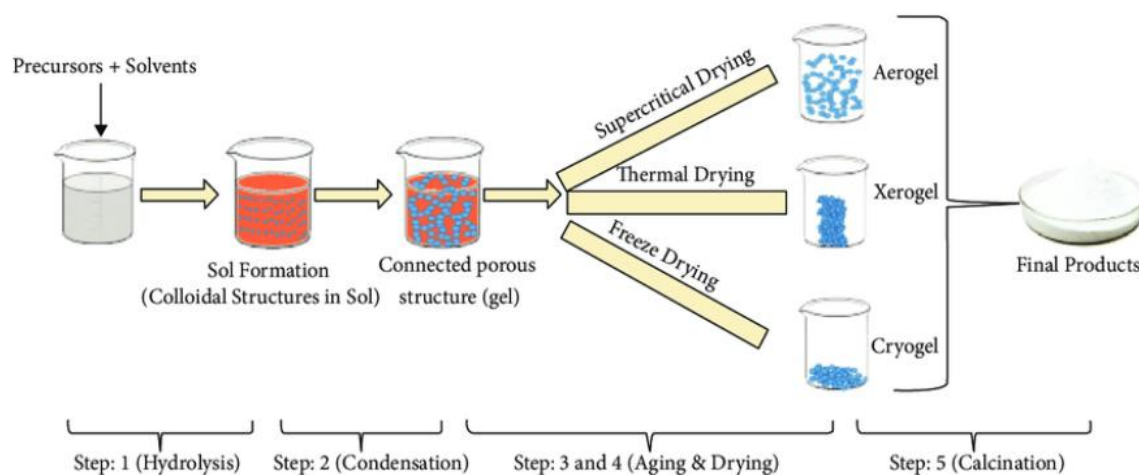 Precursors + Solvents
Sol Formation
(Colloidal Structures in Sol)
Connected porous
structure (gel)
Supercritical Drying
Thermal Drying
Freeze Drying
Aerogel
Xerogel
Cryogel
Final Products
Step: 1 (Hydrolysis)
Step: 2 (Condensation)
Step: 3 and 4 (Aging & Drying)
Step: 5 (Calcination)